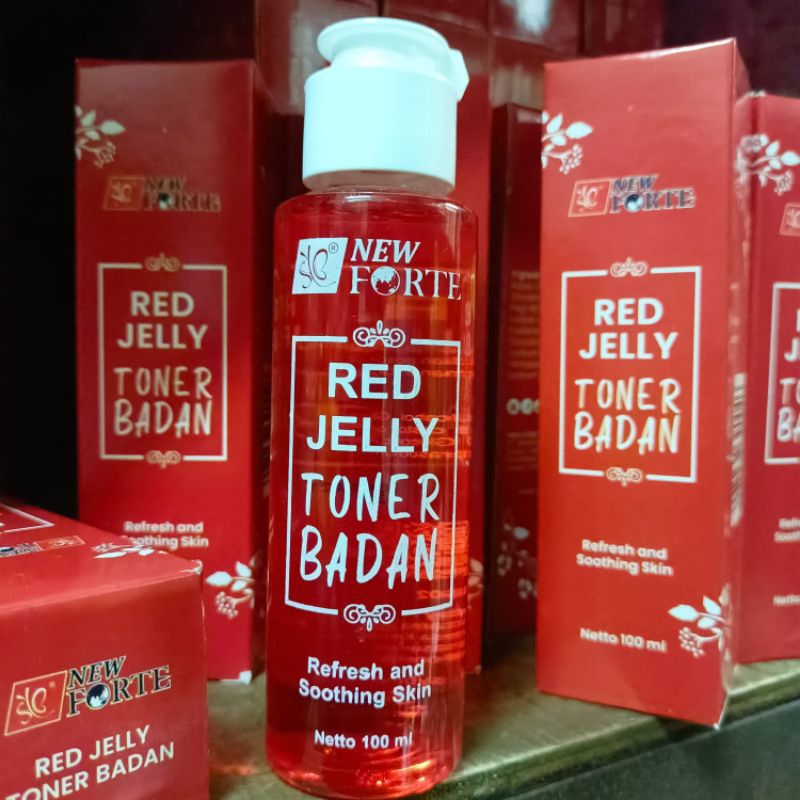 NEW
FORTE
RED
JELLY
TONER
BADAN
Refresh and
Soothing Skin
Netto 100 ml
NEW
FORTE
RED
JELLY
TONER
BADAN
Refresh and
Soothing Skin
NEW
FORTE
RED
JELLY
TONER
BADAN
Refresh and
Soothing Skin
Netto 100 ml
NEW
FORTE
RED JELLY
TONER BADAN